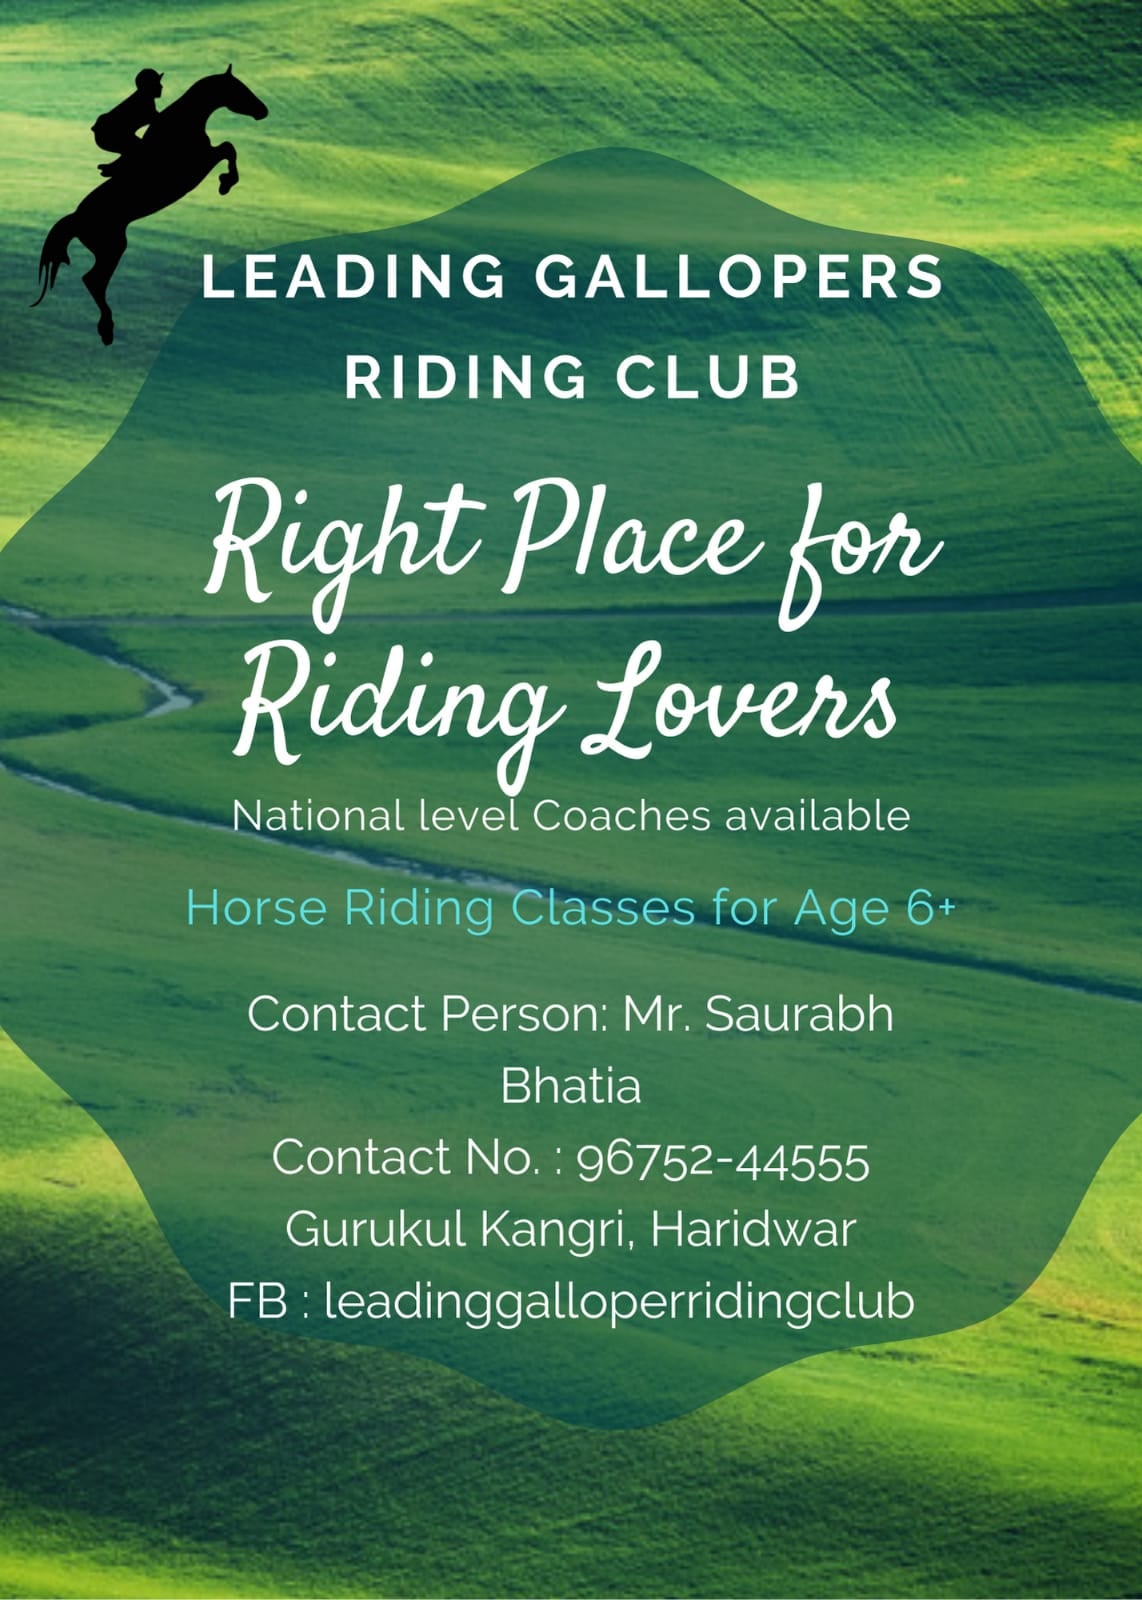 LEADING GALLOPERS
RIDING CLUB
Right Place for
Riding Lovers
National level Coaches available
Horse Riding Classes for Age 6+
Contact Person: Mr. Saurabh
Bhatia
Contact No. : 96752-44555
Gurukul Kangri, Haridwar
FB : leadinggalloperridingclub